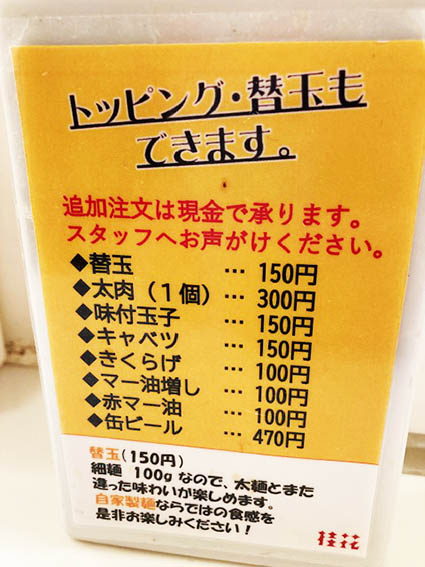 トッピング・替玉も
できます。
追加注文は現金で承ります。
スタッフへお声がけください。
◆替玉 … 150円
◆太肉(1個) … 300円
◆味付玉子 … 150円
◆キャベツ … 150円
◆きくらげ … 100円
◆マー油増し … 100円
◆赤マー油 … 100円
◆缶ビール … 470円
替玉(150円)
細麺 100g なので、太麺とまた
違った味わいが楽しめます。
自家製麺ならではの食感を
是非お楽しみください!
桂花